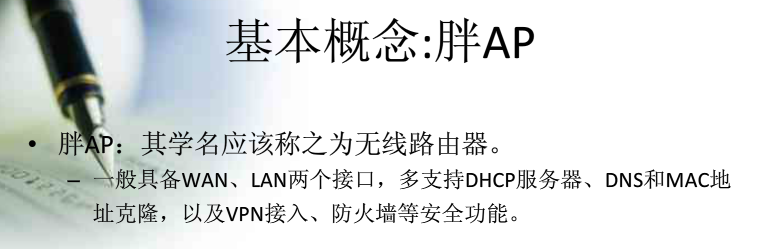 基本概念:胖AP
• 胖AP：其学名应该称之为无线路由器。
– 一般具备WAN、LAN两个接口，多支持DHCP服务器、DNS和MAC地
址克隆，以及VPN接入、防火墙等安全功能。